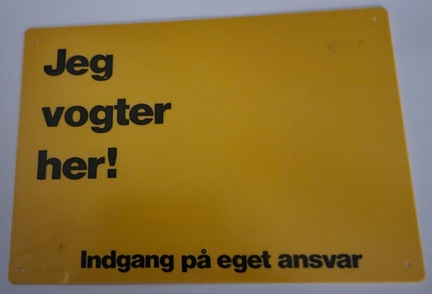 Jeg
vogter
her!
Indgang på eget ansvar